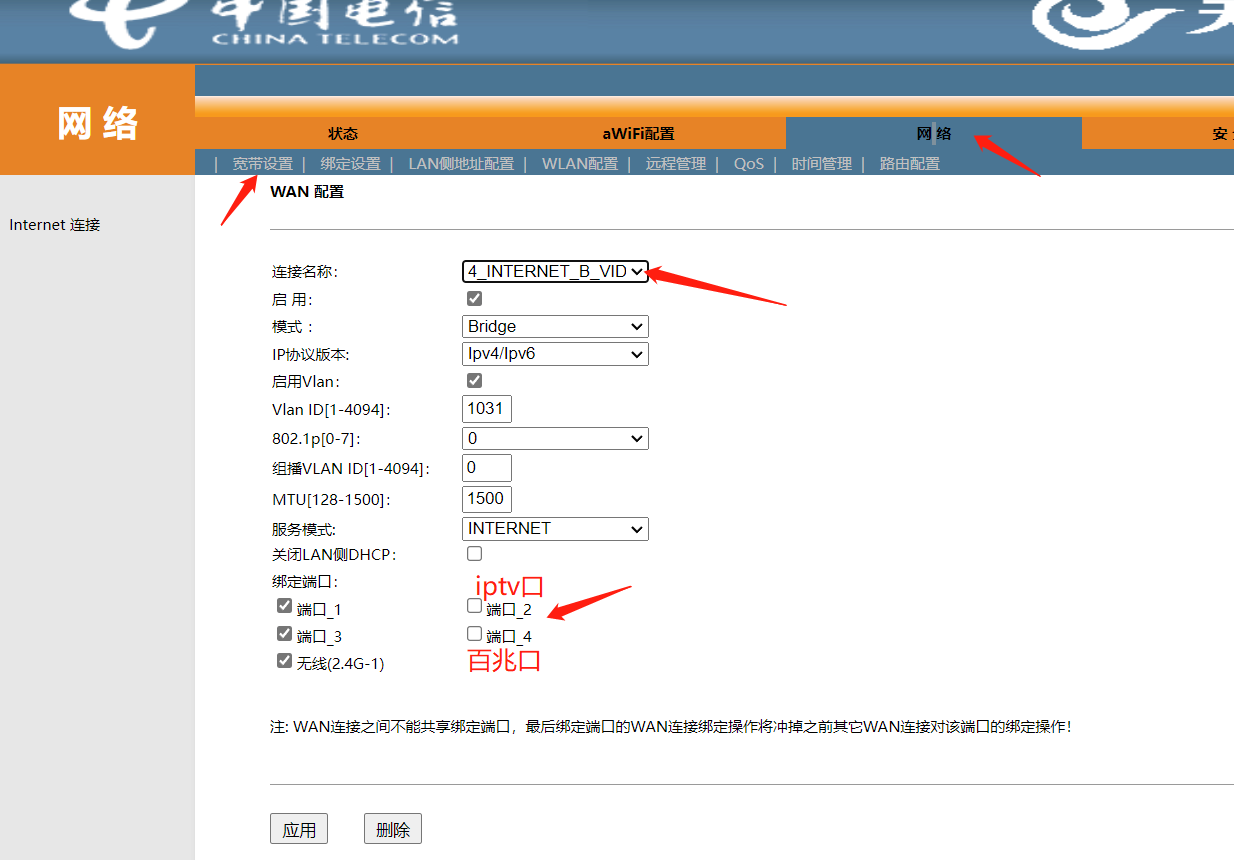 中国电信
CHINA TELECOM
网 络
状态 aWiFi配置 网 络 安
| 宽带设置 | 绑定设置 | LAN侧地址配置 | WLAN配置 | 远程管理 | QoS | 时间管理 | 路由配置
WAN 配置
Internet 连接
连接名称: 4_INTERNET_B_VID
启 用:
模式 : Bridge
IP协议版本: Ipv4/Ipv6
启用Vlan:
Vlan ID[1-4094]: 1031
802.1p[0-7]: 0
组播VLAN ID[1-4094]: 0
MTU[128-1500]: 1500
服务模式: INTERNET
关闭LAN侧DHCP:
绑定端口:
iptv口
端口_1 端口_2
端口_3 端口_4
无线(2.4G-1) 百兆口
注: WAN连接之间不能共享绑定端口，最后绑定端口的WAN连接绑定操作将冲掉之前其它WAN连接对该端口的绑定操作!
应用 删除